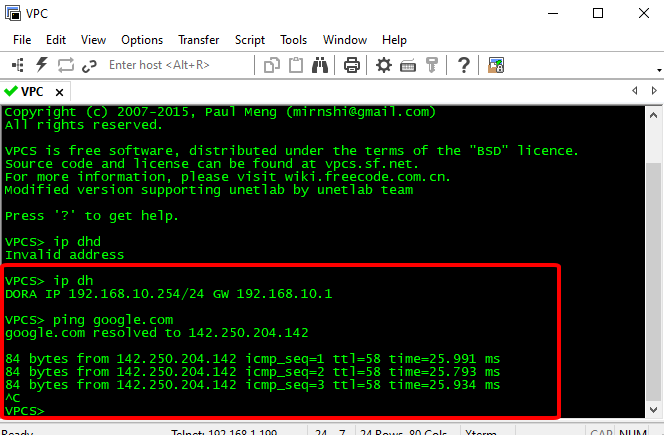 VPC
File Edit View Options Transfer Script Tools Window Help
Enter host <Alt+R>
VPC
Copyright (c) 2007-2015, Paul Meng (mirnshi@gmail.com)
All rights reserved.
VPCS is free software, distributed under the terms of the "BSD" licence.
Source code and license can be found at vpcs.sf.net.
For more information, please visit wiki.freecode.com.cn.
Modified version supporting unetlab by unetlab team
Press '?' to get help.
VPCS> ip dhd
Invalid address
VPCS> ip dh
DORA IP 192.168.10.254/24 GW 192.168.10.1
VPCS> ping google.com
google.com resolved to 142.250.204.142
84 bytes from 142.250.204.142 icmp_seq=1 ttl=58 time=25.991 ms
84 bytes from 142.250.204.142 icmp_seq=2 ttl=58 time=25.793 ms
84 bytes from 142.250.204.142 icmp_seq=3 ttl=58 time=25.934 ms
^C
VPCS>
Ready Telnet: 192.168.1.199 24, 7 24 Rows, 80 Cols Xterm CAP NUM